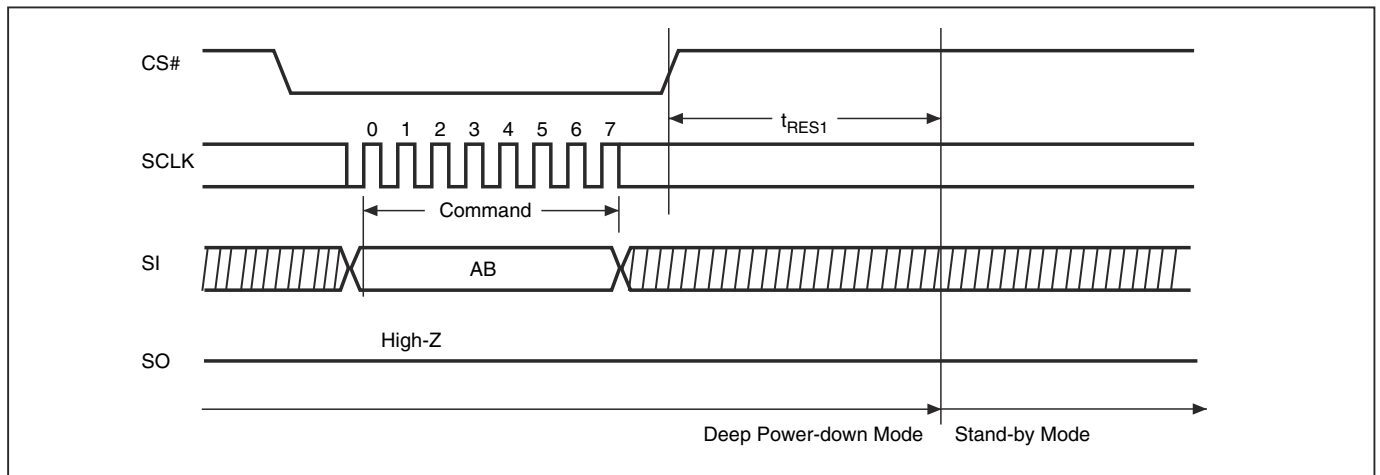 CS#
t_RES1
0 1 2 3 4 5 6 7
SCLK
Command
SI
AB
High-Z
SO
Deep Power-down Mode
Stand-by Mode